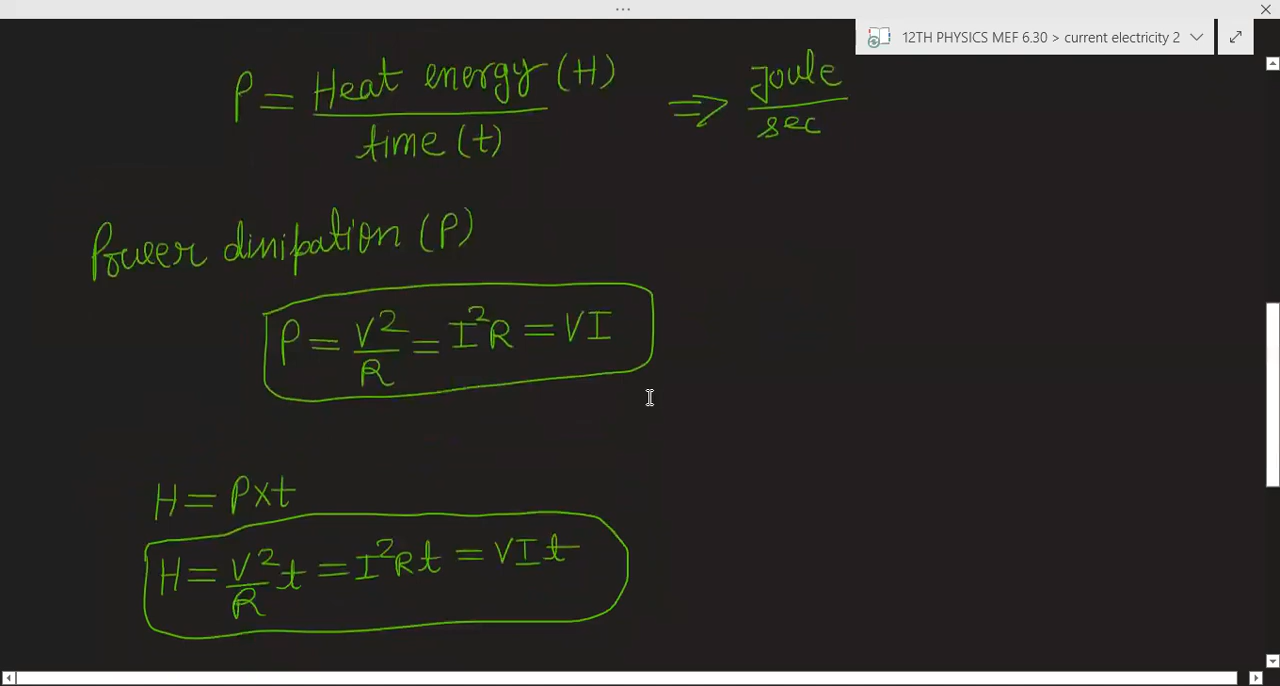 12TH PHYSICS MEF 6.30 > current electricity 2
P = Heat energy (H) / time (t) ⇒ Joule / sec
Power dissipation (P)
P = V²/R = I²R = VI
H = P×t
H = V²/R t = I²Rt = VIt